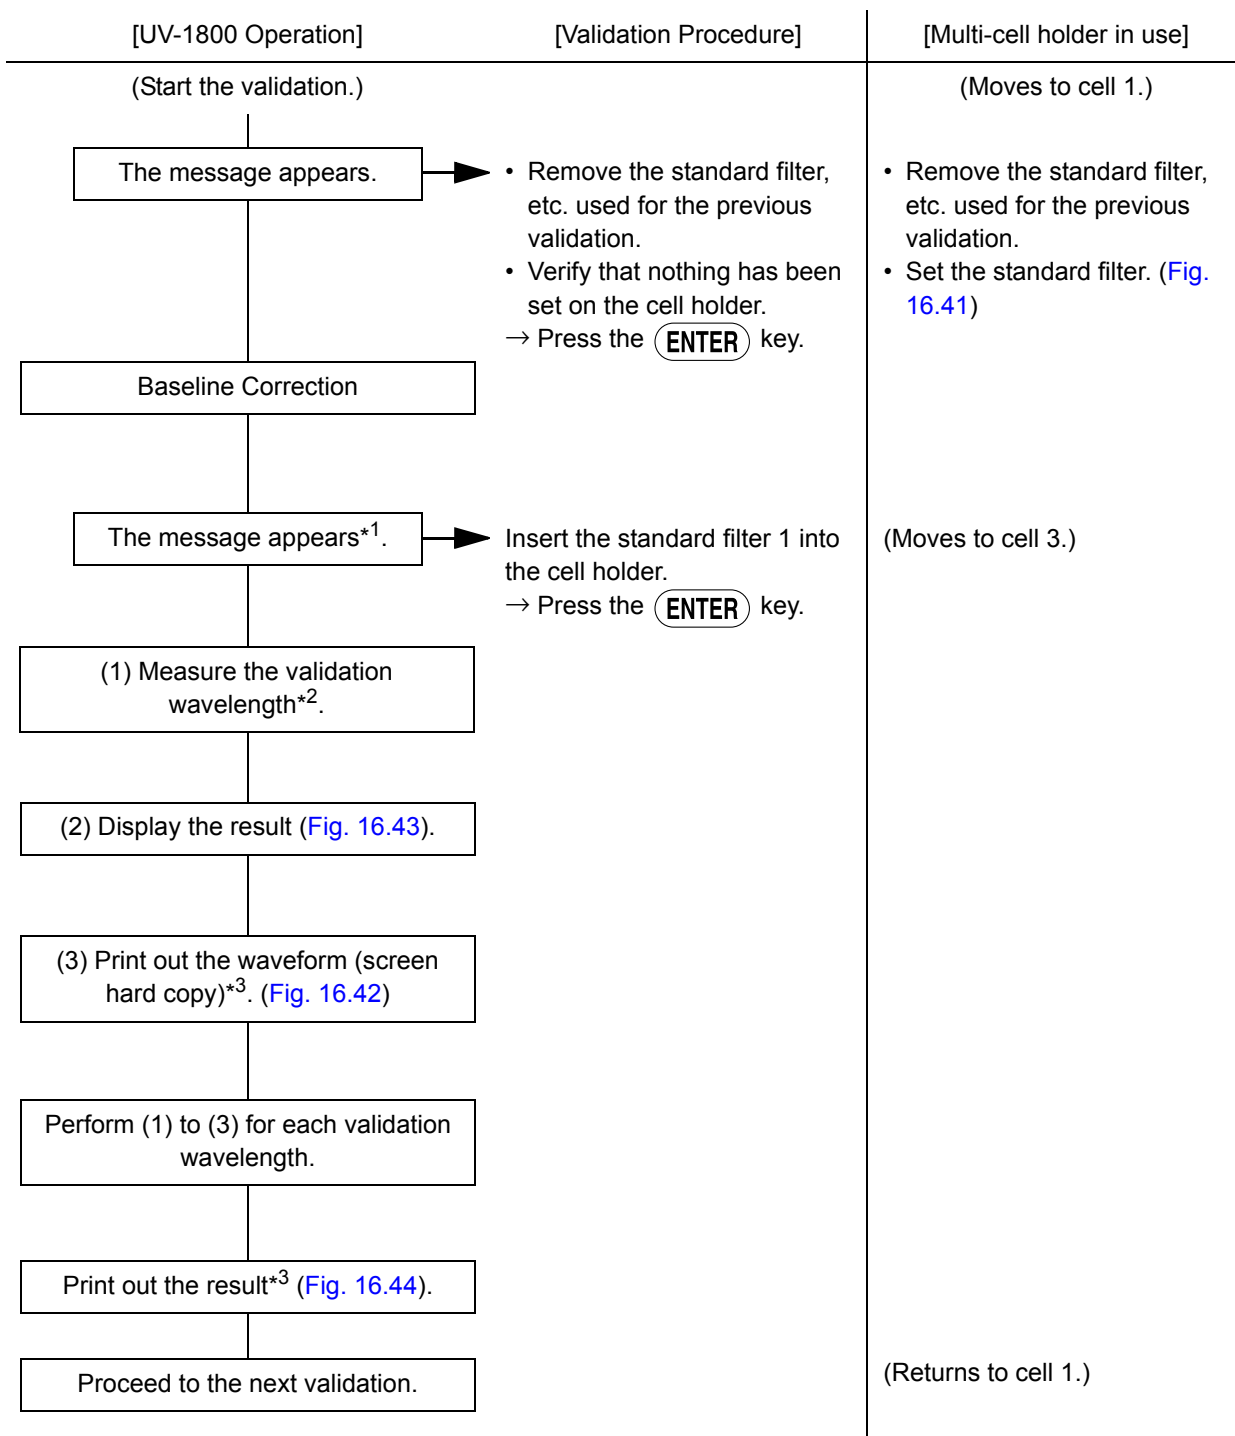 [UV-1800 Operation] [Validation Procedure] [Multi-cell holder in use]
(Start the validation.) (Moves to cell 1.)
The message appears.
• Remove the standard filter,
etc. used for the previous
validation.
• Verify that nothing has been
set on the cell holder.
→ Press the ENTER key.
• Remove the standard filter,
etc. used for the previous
validation.
• Set the standard filter. (Fig.
16.41)
Baseline Correction
The message appears*1.
Insert the standard filter 1 into
the cell holder.
→ Press the ENTER key.
(Moves to cell 3.)
(1) Measure the validation
wavelength*2.
(2) Display the result (Fig. 16.43).
(3) Print out the waveform (screen
hard copy)*3. (Fig. 16.42)
Perform (1) to (3) for each validation
wavelength.
Print out the result*3 (Fig. 16.44).
Proceed to the next validation.
(Returns to cell 1.)